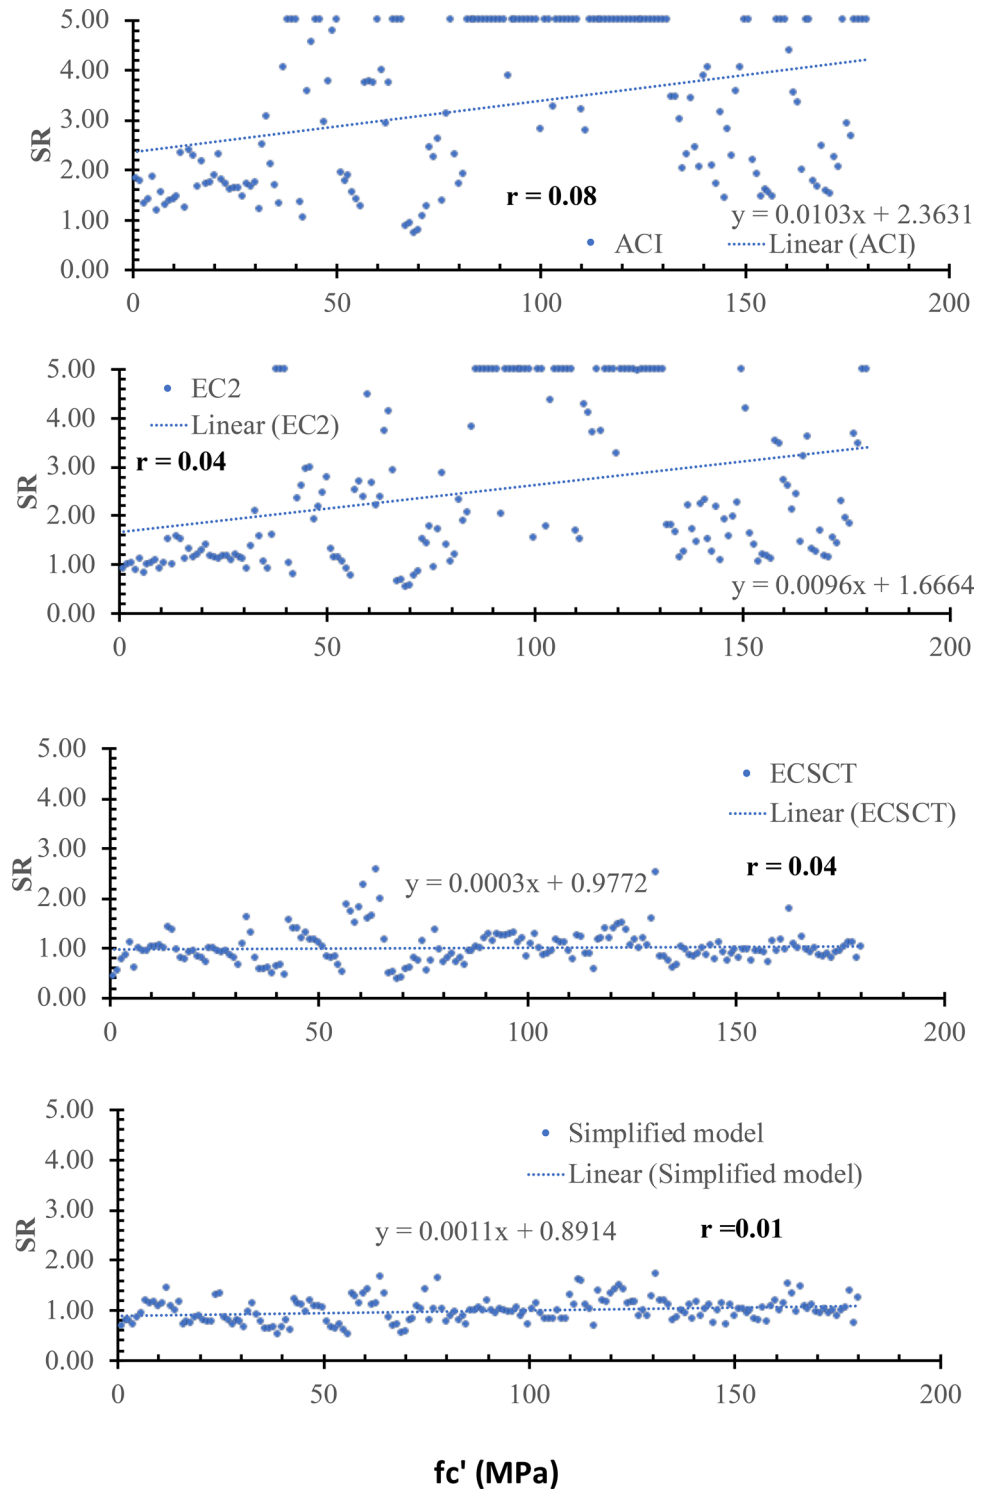 5.00
4.00
3.00
2.00
1.00
0.00
SR
r = 0.08
y = 0.0103x + 2.3631
ACI
Linear (ACI)
0 50 100 150 200
5.00
4.00
3.00
2.00
1.00
0.00
SR
EC2
Linear (EC2)
r = 0.04
y = 0.0096x + 1.6664
0 50 100 150 200
5.00
4.00
3.00
2.00
1.00
0.00
SR
ECSCT
Linear (ECSCT)
r = 0.04
y = 0.0003x + 0.9772
0 50 100 150 200
5.00
4.00
3.00
2.00
1.00
0.00
SR
Simplified model
Linear (Simplified model)
y = 0.0011x + 0.8914
r =0.01
0 50 100 150 200
fc' (MPa)